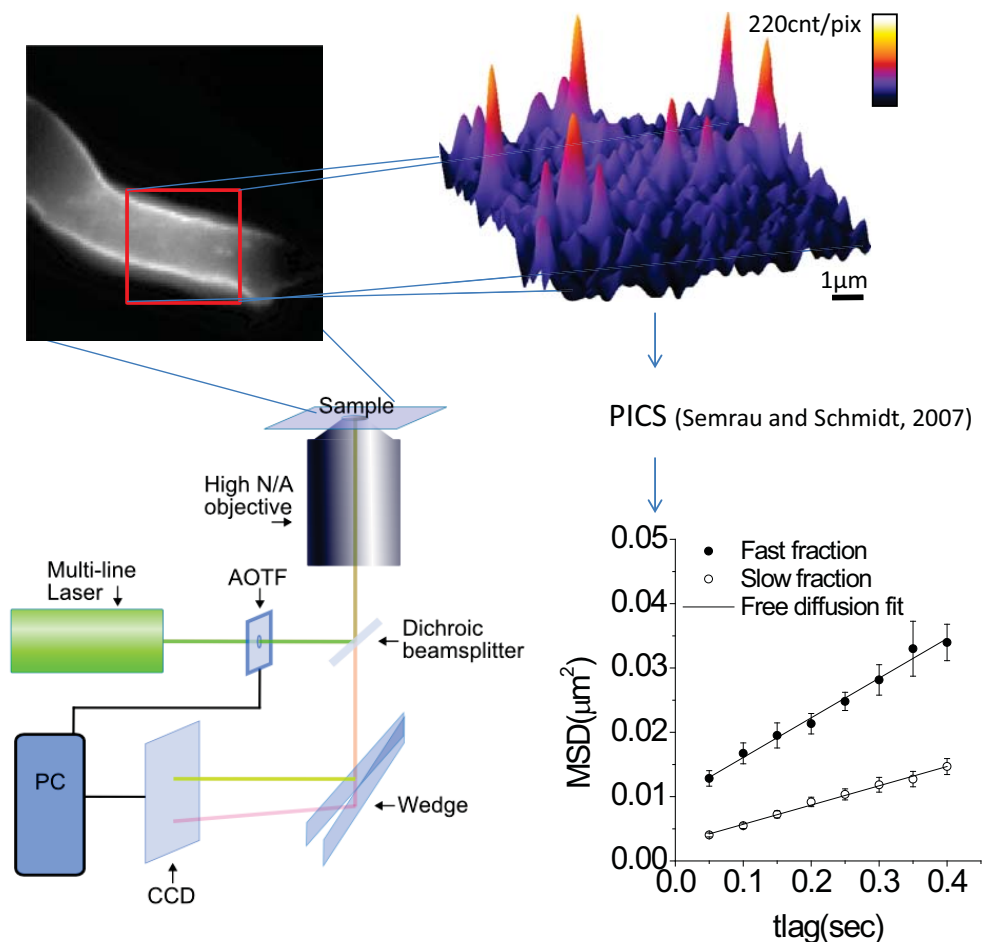 220cnt/pix
1μm
Sample
High N/A
objective
Multi-line
Laser
AOTF
Dichroic
beamsplitter
PC
Wedge
CCD
PICS (Semrau and Schmidt, 2007)
0.05
0.04
0.03
0.02
0.01
0.00
MSD(μm²)
Fast fraction
Slow fraction
Free diffusion fit
0.0 0.1 0.2 0.3 0.4
tlag(sec)